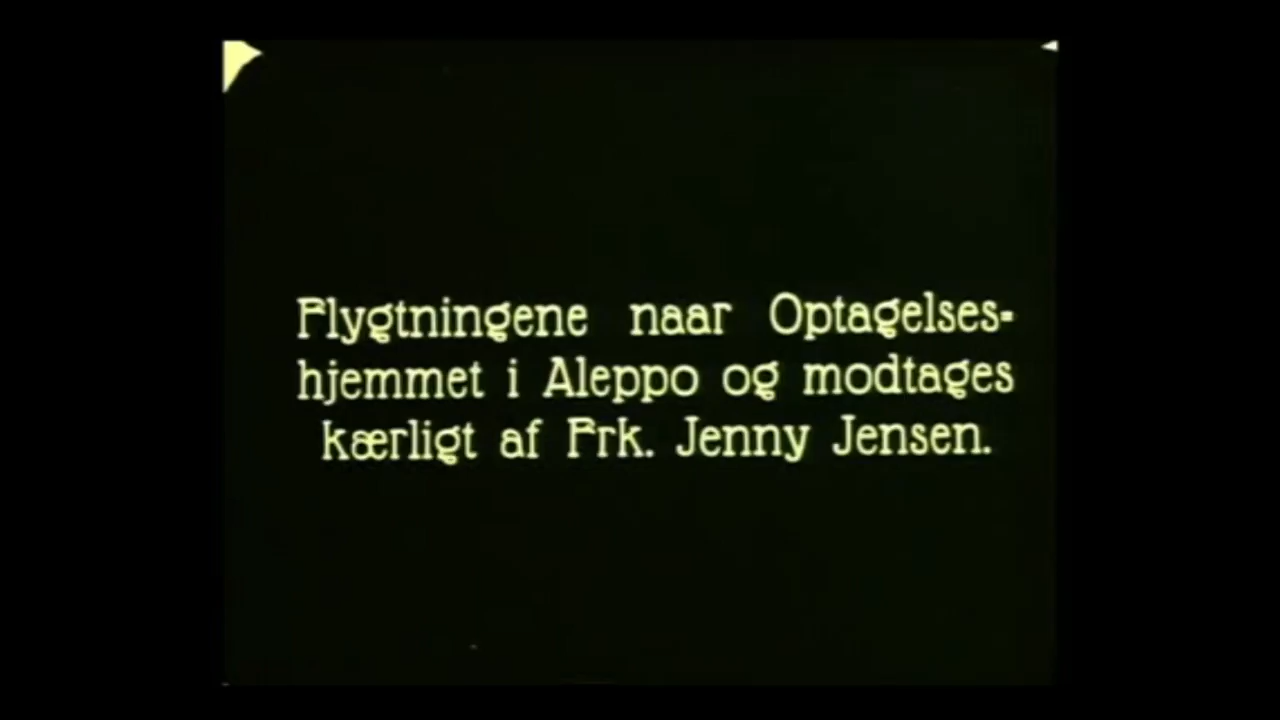 Flygtningene naar Optagelses-
hjemmet i Aleppo og modtages
kærligt af Frk. Jenny Jensen.